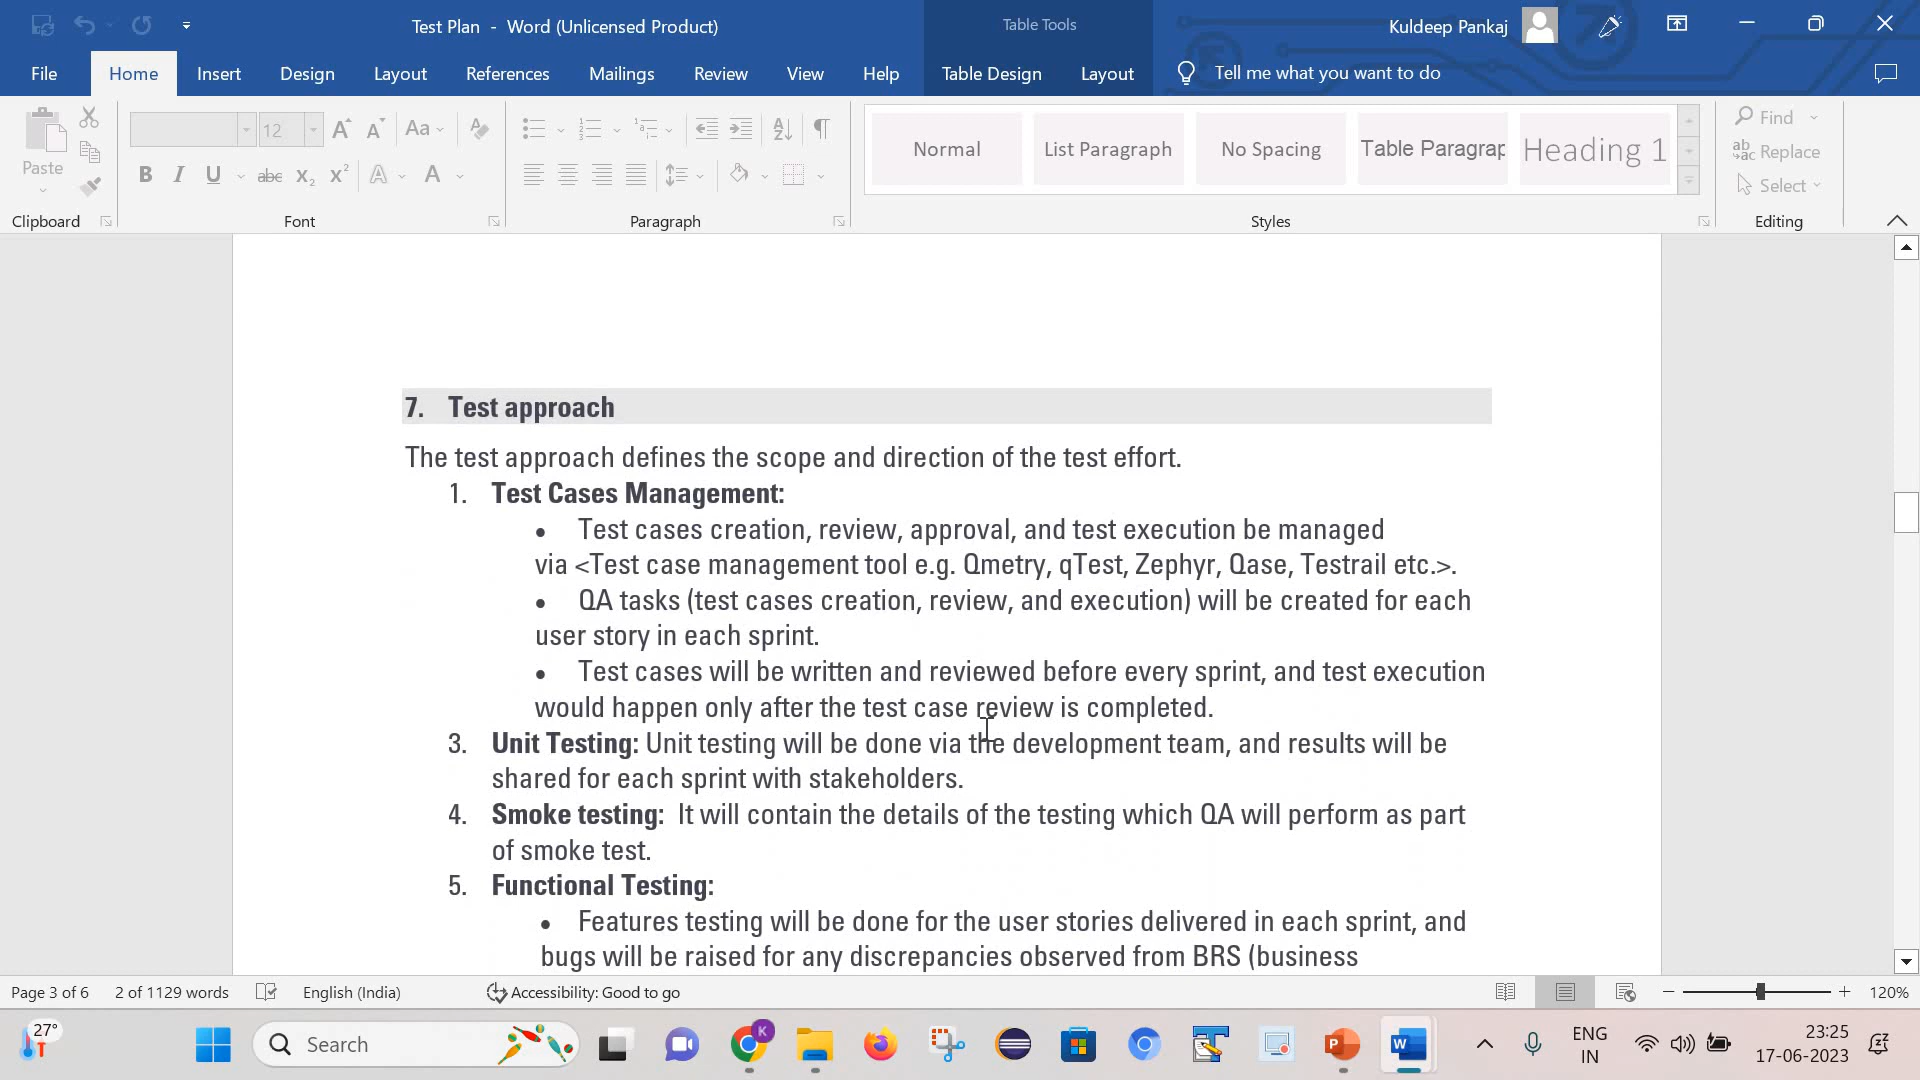 Test Plan - Word (Unlicensed Product)
Table Tools
Kuldeep Pankaj
File Home Insert Design Layout References Mailings Review View Help Table Design Layout Tell me what you want to do
Paste
12
Aa
Normal
List Paragraph
No Spacing
Table Paragrap
Heading 1
Find
Replace
Select
Clipboard
Font
Paragraph
Styles
Editing
7. Test approach
The test approach defines the scope and direction of the test effort.
1. Test Cases Management:
• Test cases creation, review, approval, and test execution be managed
via <Test case management tool e.g. Qmetry, qTest, Zephyr, Qase, Testrail etc.>.
• QA tasks (test cases creation, review, and execution) will be created for each
user story in each sprint.
• Test cases will be written and reviewed before every sprint, and test execution
would happen only after the test case review is completed.
3. Unit Testing: Unit testing will be done via the development team, and results will be
shared for each sprint with stakeholders.
4. Smoke testing: It will contain the details of the testing which QA will perform as part
of smoke test.
5. Functional Testing:
• Features testing will be done for the user stories delivered in each sprint, and
bugs will be raised for any discrepancies observed from BRS (business
Page 3 of 6 2 of 1129 words English (India) Accessibility: Good to go 120%
27°
Search
ENG
IN
23:25
17-06-2023